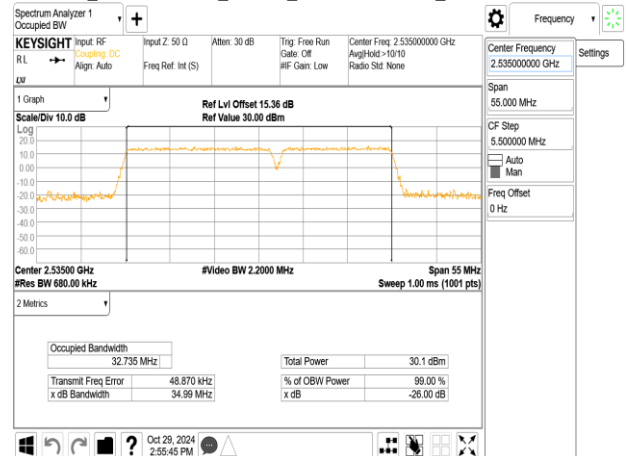 Spectrum Analyzer 1
Occupied BW
Frequency
KEYSIGHT
Input: RF
Input Z: 50 Ω
Atten: 30 dB
Trig: Free Run
Center Freq: 2.535000000 GHz
RL
Coupling: DC
Gate: Off
Avg|Hold:>10/10
Align: Auto
Freq Ref: Int (S)
#IF Gain: Low
Radio Std: None
LXI
Center Frequency
2.535000000 GHz
Settings
Span
55.000 MHz
CF Step
5.500000 MHz
Auto
Man
Freq Offset
0 Hz
1 Graph
Ref Lvl Offset 15.36 dB
Scale/Div 10.0 dB
Ref Value 30.00 dBm
Log
20.0
10.0
0.00
-10.0
-20.0
-30.0
-40.0
-50.0
-60.0
Center 2.53500 GHz
#Video BW 2.2000 MHz
Span 55 MHz
#Res BW 680.00 kHz
Sweep 1.00 ms (1001 pts)
2 Metrics
Occupied Bandwidth
32.735 MHz
Total Power 30.1 dBm
Transmit Freq Error 48.870 kHz
% of OBW Power 99.00 %
x dB Bandwidth 34.99 MHz
x dB -26.00 dB
?
Oct 29, 2024
2:55:45 PM